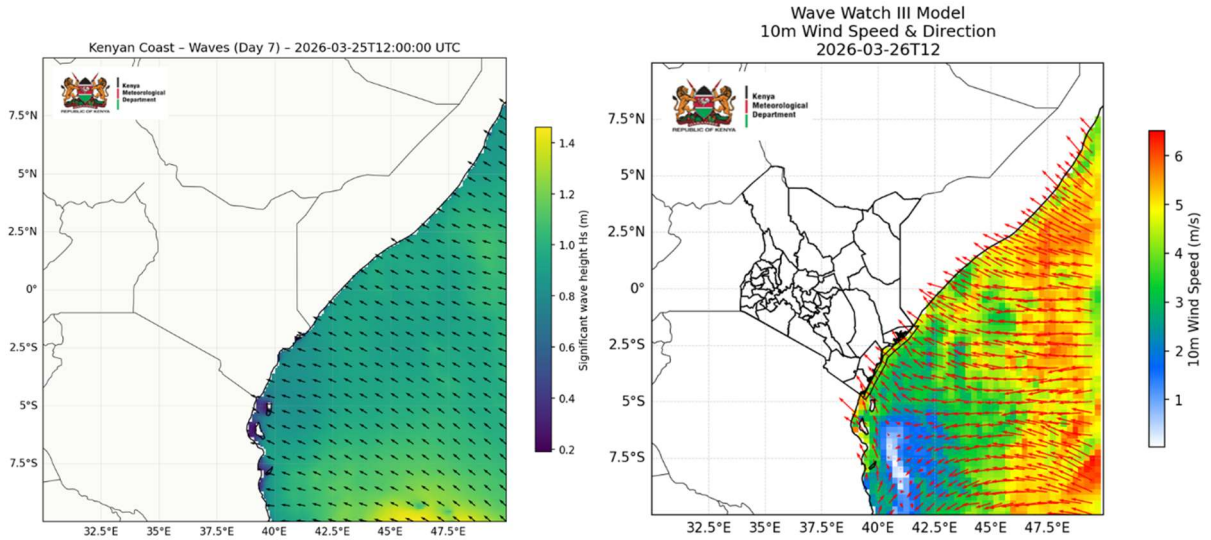 Kenyan Coast – Waves (Day 7) – 2026-03-25T12:00:00 UTC
Kenya
Meteorological
Department
REPUBLIC OF KENYA
7.5°N
5°N
2.5°N
0°
2.5°S
5°S
7.5°S
32.5°E 35°E 37.5°E 40°E 42.5°E 45°E 47.5°E
1.4
1.2
1.0
0.8
0.6
0.4
0.2
Significant wave height Hs (m)
Wave Watch III Model
10m Wind Speed & Direction
2026-03-26T12
Kenya
Meteorological
Department
REPUBLIC OF KENYA
7.5°N
5°N
2.5°N
0°
2.5°S
5°S
7.5°S
32.5°E 35°E 37.5°E 40°E 42.5°E 45°E 47.5°E
6
5
4
3
2
1
10m Wind Speed (m/s)